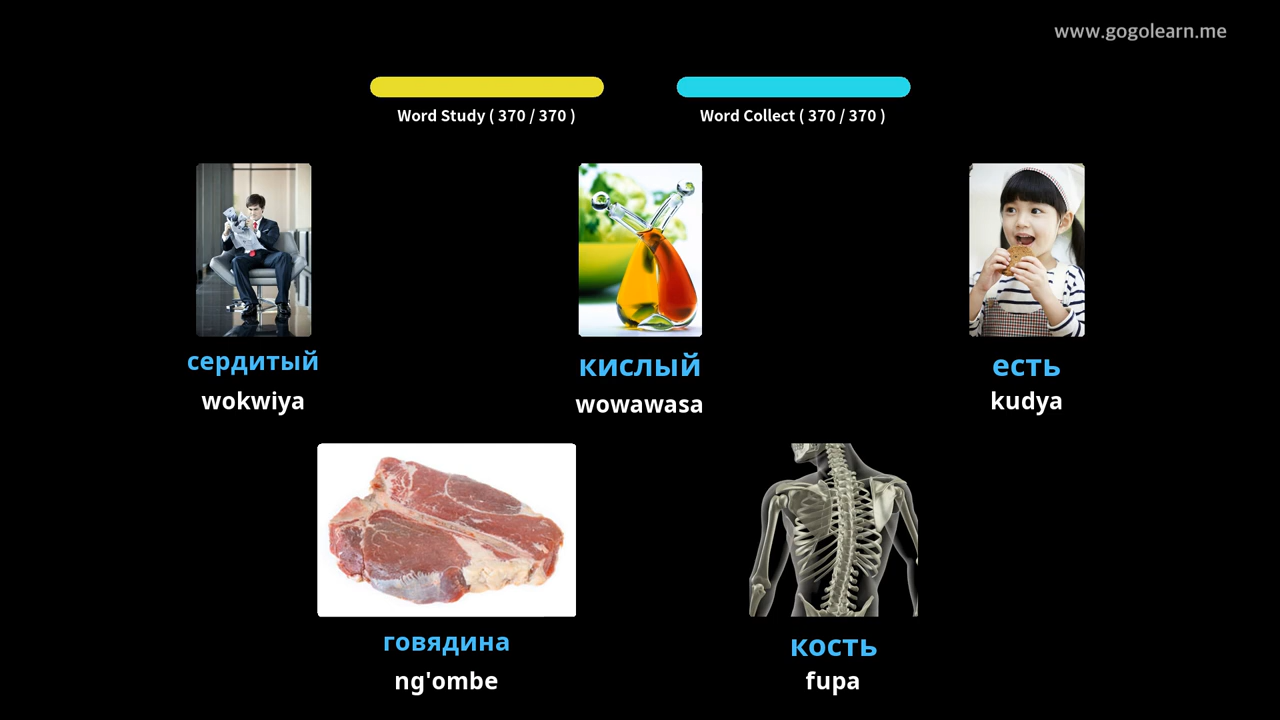 www.gogolearn.me
Word Study ( 370 / 370 )
Word Collect ( 370 / 370 )
сердитый
wokwiya
кислый
wowawasa
есть
kudya
говядина
ng'ombe
кость
fupa